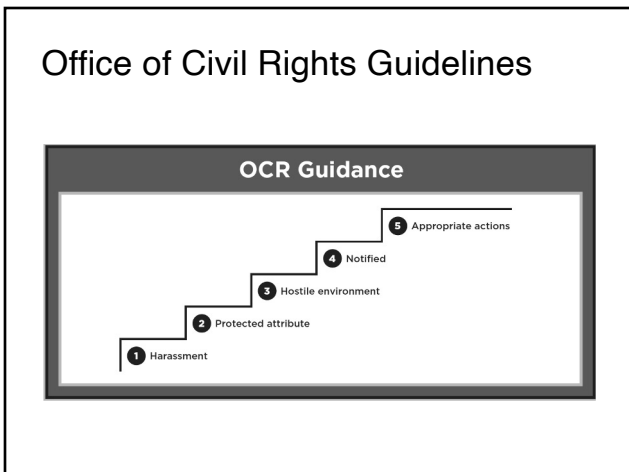 Office of Civil Rights Guidelines
OCR Guidance
5 Appropriate actions
4 Notified
3 Hostile environment
2 Protected attribute
1 Harassment